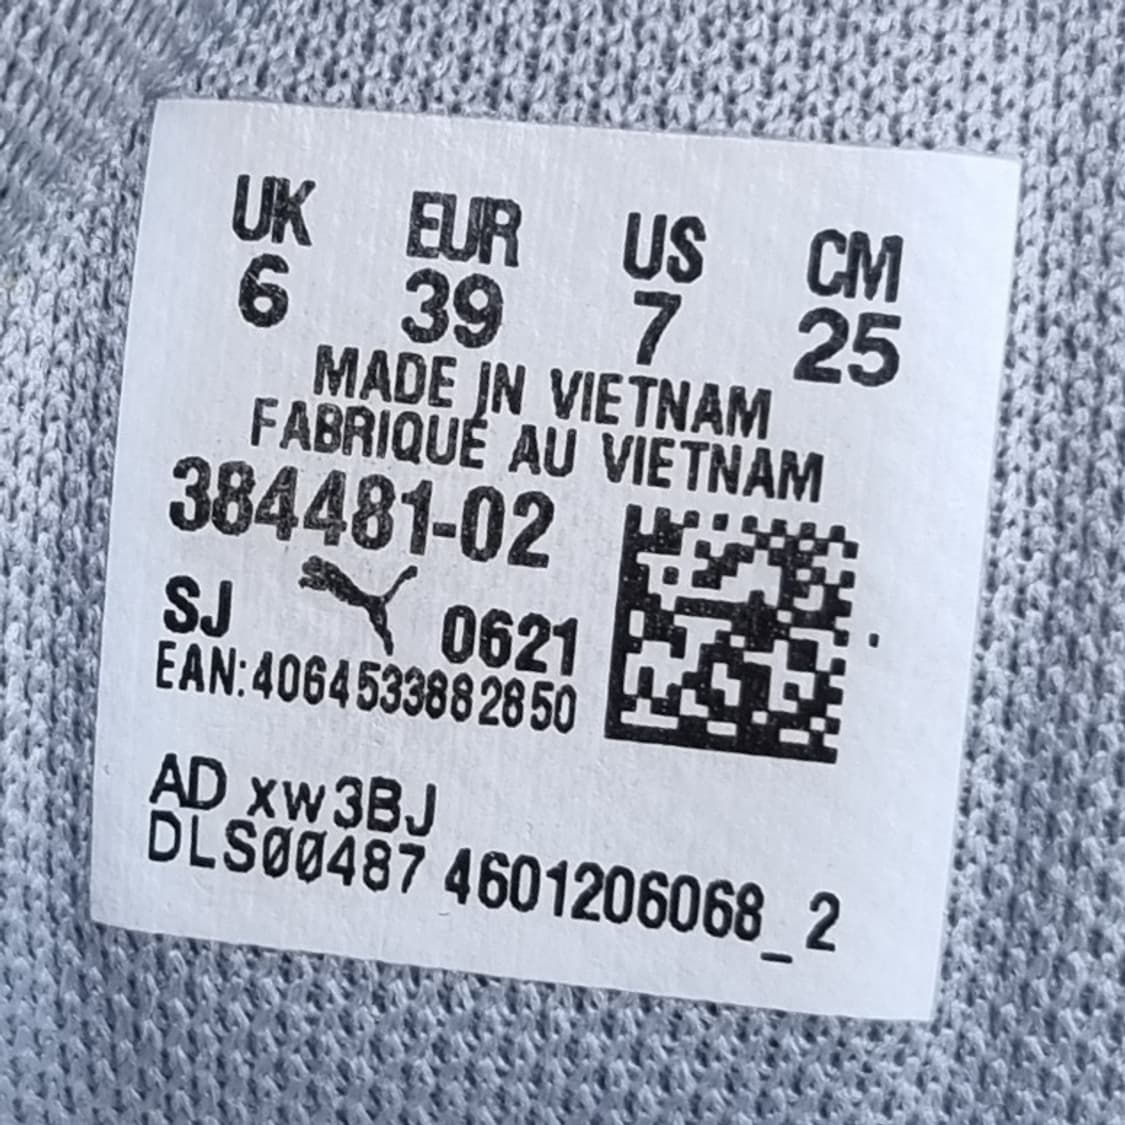 UK EUR US CM
6 39 7 25
MADE IN VIETNAM
FABRIQUÉ AU VIETNAM
384481-02
SJ 0621
EAN:4064533882850
AD xw3BJ
DLS00487 4601206068_2